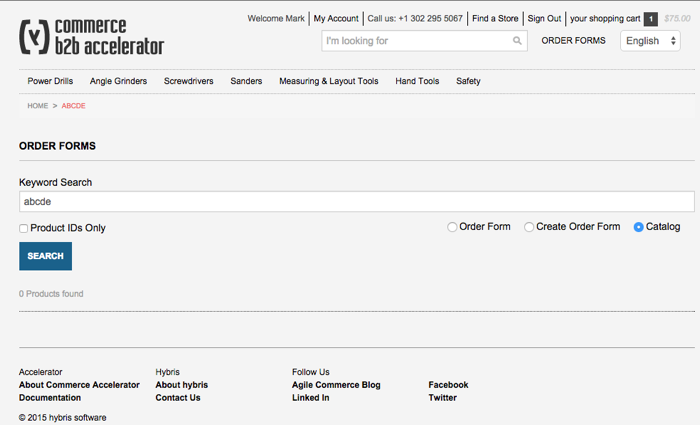 (y) commerce
b2b accelerator
Welcome Mark My Account Call us: +1 302 295 5067 Find a Store Sign Out your shopping cart 1 $75.00
I'm looking for ORDER FORMS English
Power Drills Angle Grinders Screwdrivers Sanders Measuring & Layout Tools Hand Tools Safety
HOME > ABCDE
ORDER FORMS
Keyword Search
abcde
Product IDs Only Order Form Create Order Form Catalog
SEARCH
0 Products found
Accelerator Hybris Follow Us
About Commerce Accelerator About hybris Agile Commerce Blog Facebook
Documentation Contact Us Linked In Twitter
© 2015 hybris software